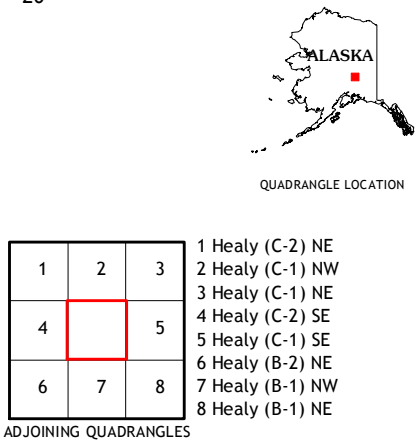 ALASKA
QUADRANGLE LOCATION
1 2 3
4 5
6 7 8
1 Healy (C-2) NE
2 Healy (C-1) NW
3 Healy (C-1) NE
4 Healy (C-2) SE
5 Healy (C-1) SE
6 Healy (B-2) NE
7 Healy (B-1) NW
8 Healy (B-1) NE
ADJOINING QUADRANGLES